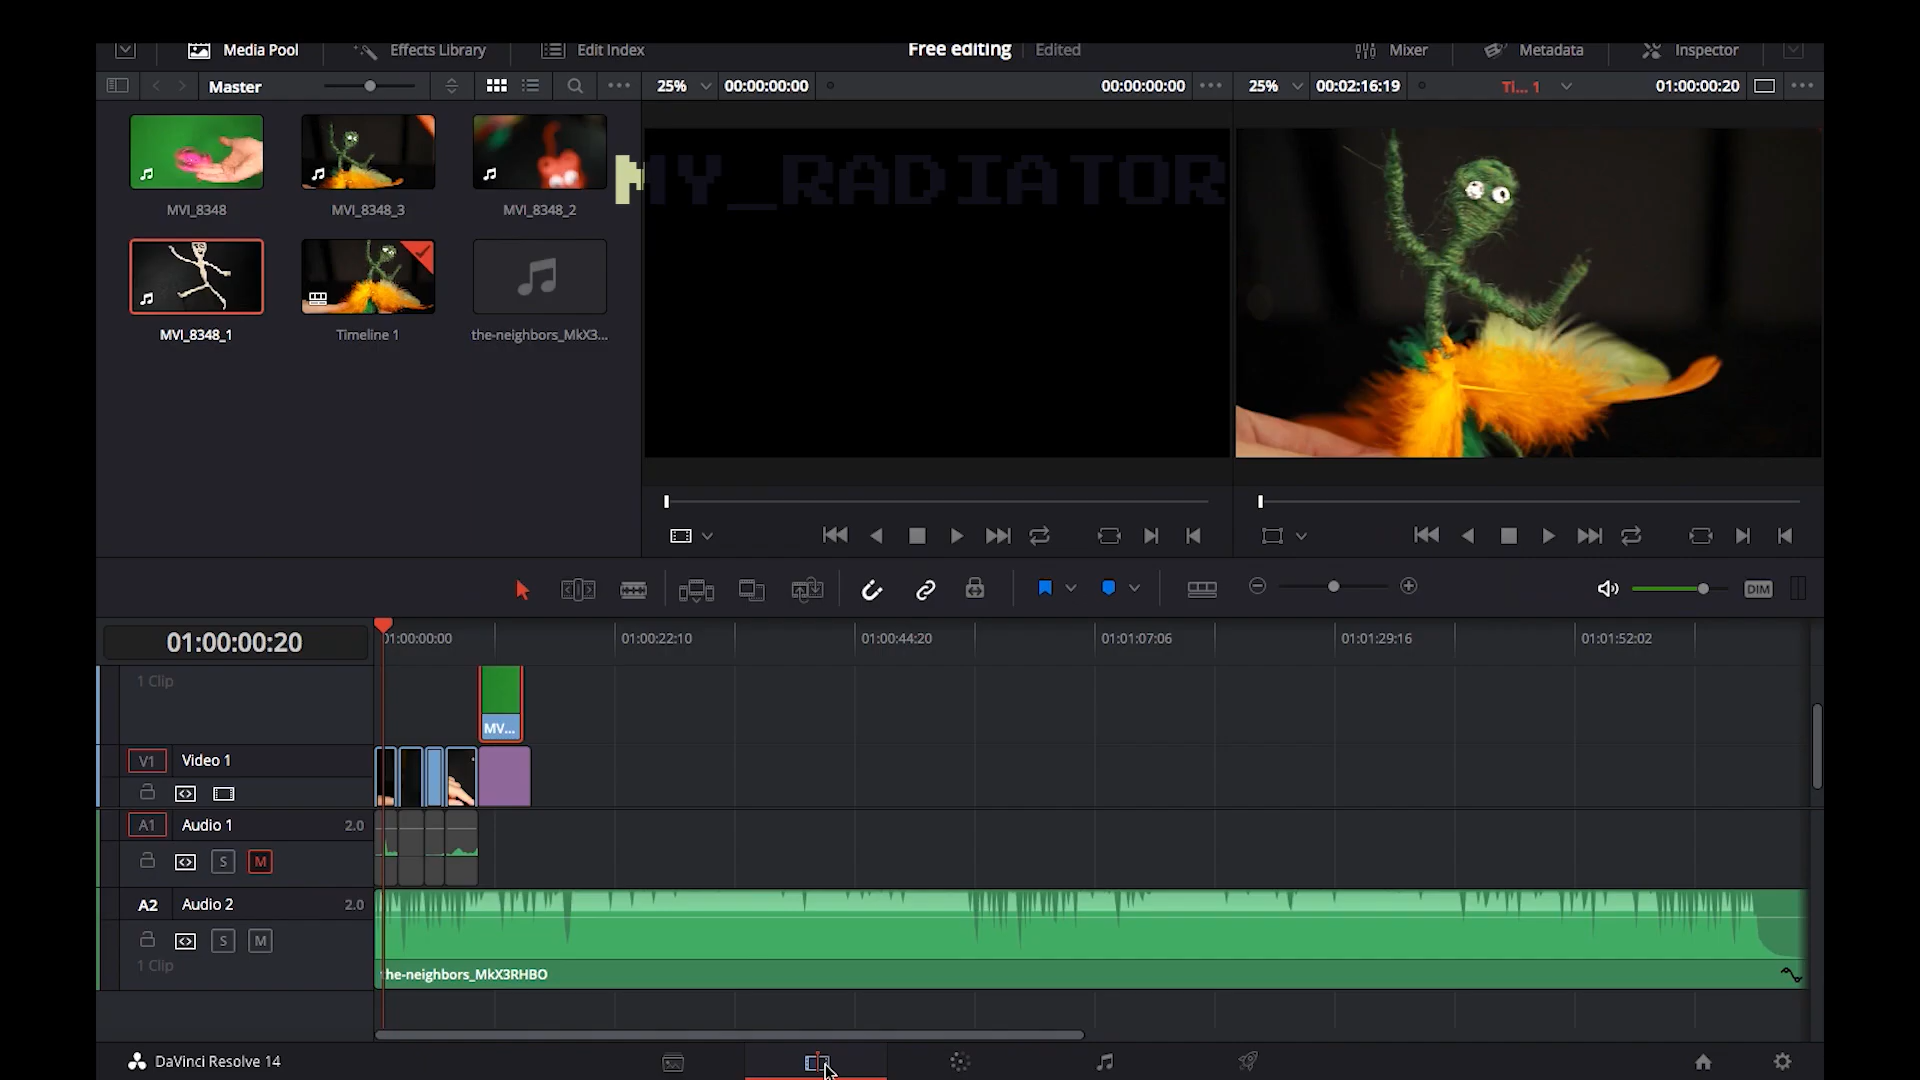 Media Pool
Effects Library
Edit Index
Free editing
Edited
Mixer
Metadata
Inspector
Master
25%
00:00:00:00
00:00:00:00
25%
00:02:16:19
Ti... 1
01:00:00:20
MY_RADIATOR
MVI_8348
MVI_8348_3
MVI_8348_2
MVI_8348_1
Timeline 1
the-neighbors_MkX3...
DIM
01:00:00:20
01:00:00:00
01:00:22:10
01:00:44:20
01:01:07:06
01:01:29:16
01:01:52:02
1 Clip
MV...
V1
Video 1
A1
Audio 1
2.0
S
M
A2
Audio 2
2.0
S
M
1 Clip
the-neighbors_MkX3RHBO
DaVinci Resolve 14